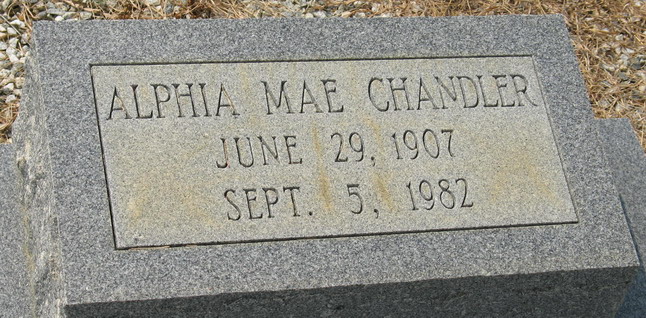 ALPHIA MAE CHANDLER
JUNE 29, 1907
SEPT. 5, 1982